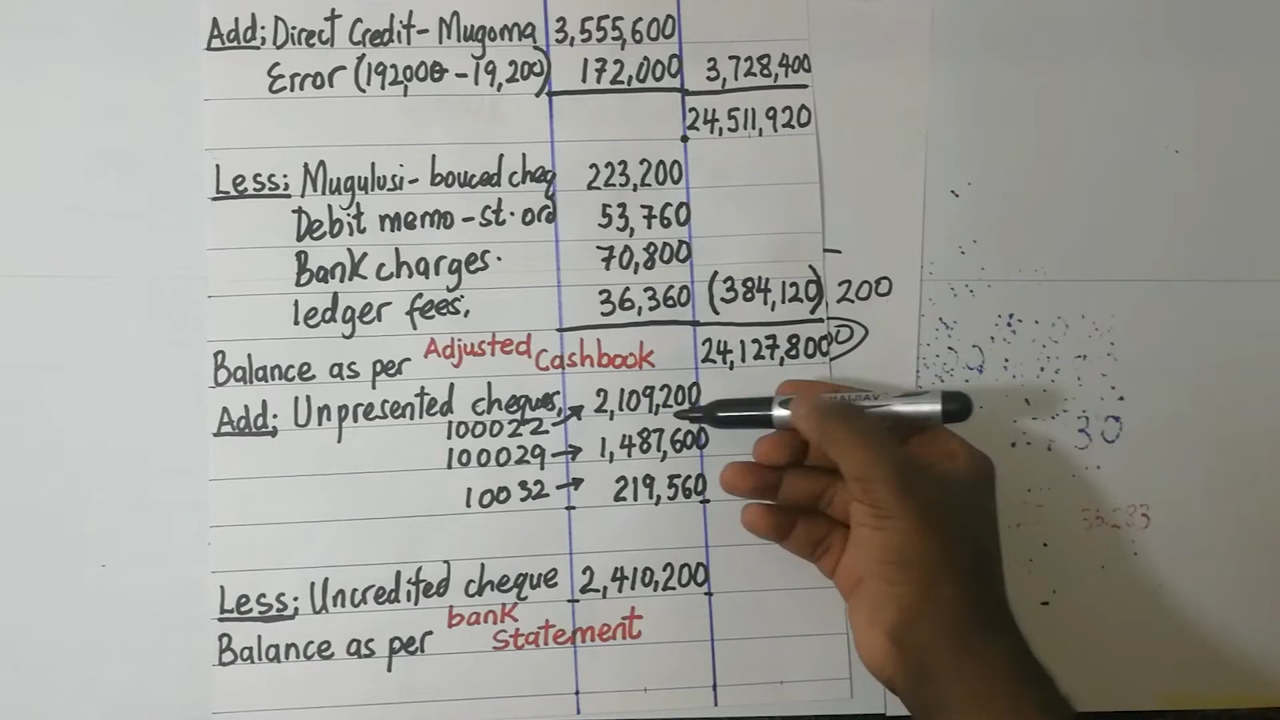 Add; Direct Credit- Mugoma 3,555,600
Error (192,000 - 19,200) 172,000 3,728,400
24,511,920
Less; Mugulusi- bouced cheq 223,200
Debit memo - st. ord 53,760
Bank charges. 70,800
ledger fees; 36,360 (384,120) 200
Balance as per Adjusted Cashbook 24,127,800
Add; Unpresented cheques, 2,109,200
100022
100029 → 1,487,600
30
10032 → 219,560
Less; Uncredited cheque 2,410,200
Balance as per bank Statement